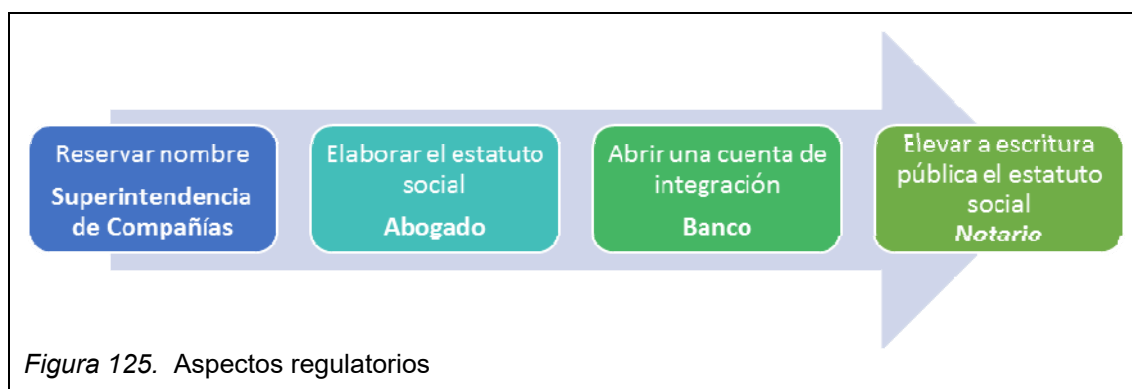 Reservar nombre
Superintendencia
de Compañías
Elaborar el estatuto
social
Abogado
Abrir una cuenta de
integración
Banco
Elevar a escritura
pública el estatuto
social
Notario
Figura 125. Aspectos regulatorios